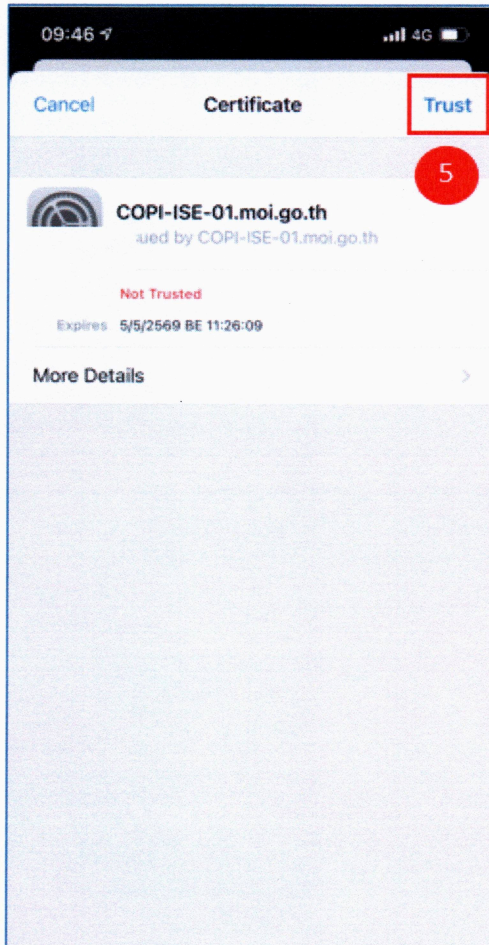 09:46 4G
Cancel Certificate Trust
5
COPI-ISE-01.moi.go.th
ued by COPI-ISE-01.moi.go.th
Not Trusted
Expires 5/5/2569 BE 11:26:09
More Details